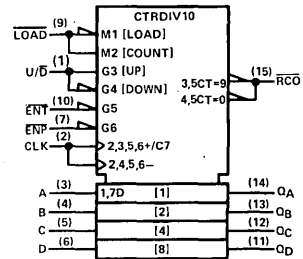 CTRDIV10
LOAD (9) M1 [LOAD]
M2 [COUNT]
U/D (1) G3 [UP] 3,5CT=9 (15) RCO
G4 [DOWN] 4,5CT=0
ENT (10) G5
ENP (7) G6
CLK (2) 2,3,5,6+/C7
2,4,5,6−
A (3) 1,7D [1] (14) QA
B (4) [2] (13) QB
C (5) [4] (12) QC
D (6) [8] (11) QD